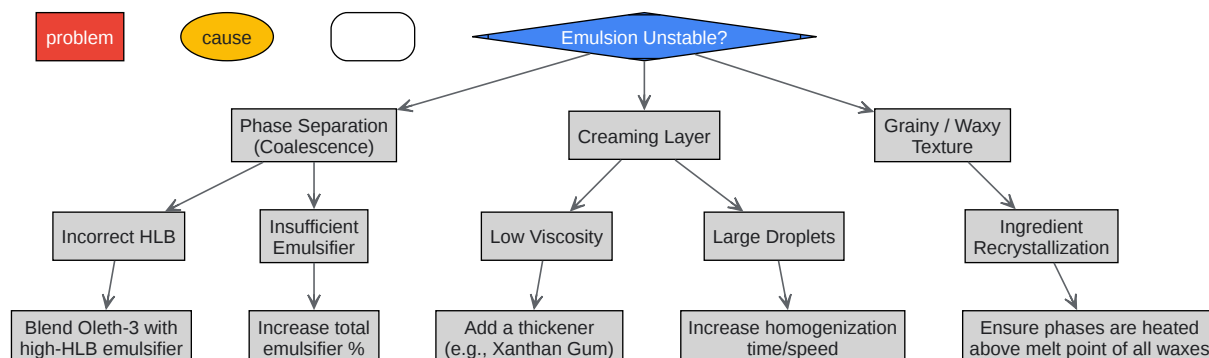 problem
cause
Emulsion Unstable?
Phase Separation
(Coalescence)
Creaming Layer
Grainy / Waxy
Texture
Incorrect HLB
Insufficient
Emulsifier
Low Viscosity
Large Droplets
Ingredient
Recrystallization
Blend Oleth-3 with
high-HLB emulsifier
Increase total
emulsifier %
Add a thickener
(e.g., Xanthan Gum)
Increase homogenization
time/speed
Ensure phases are heated
above melt point of all waxes